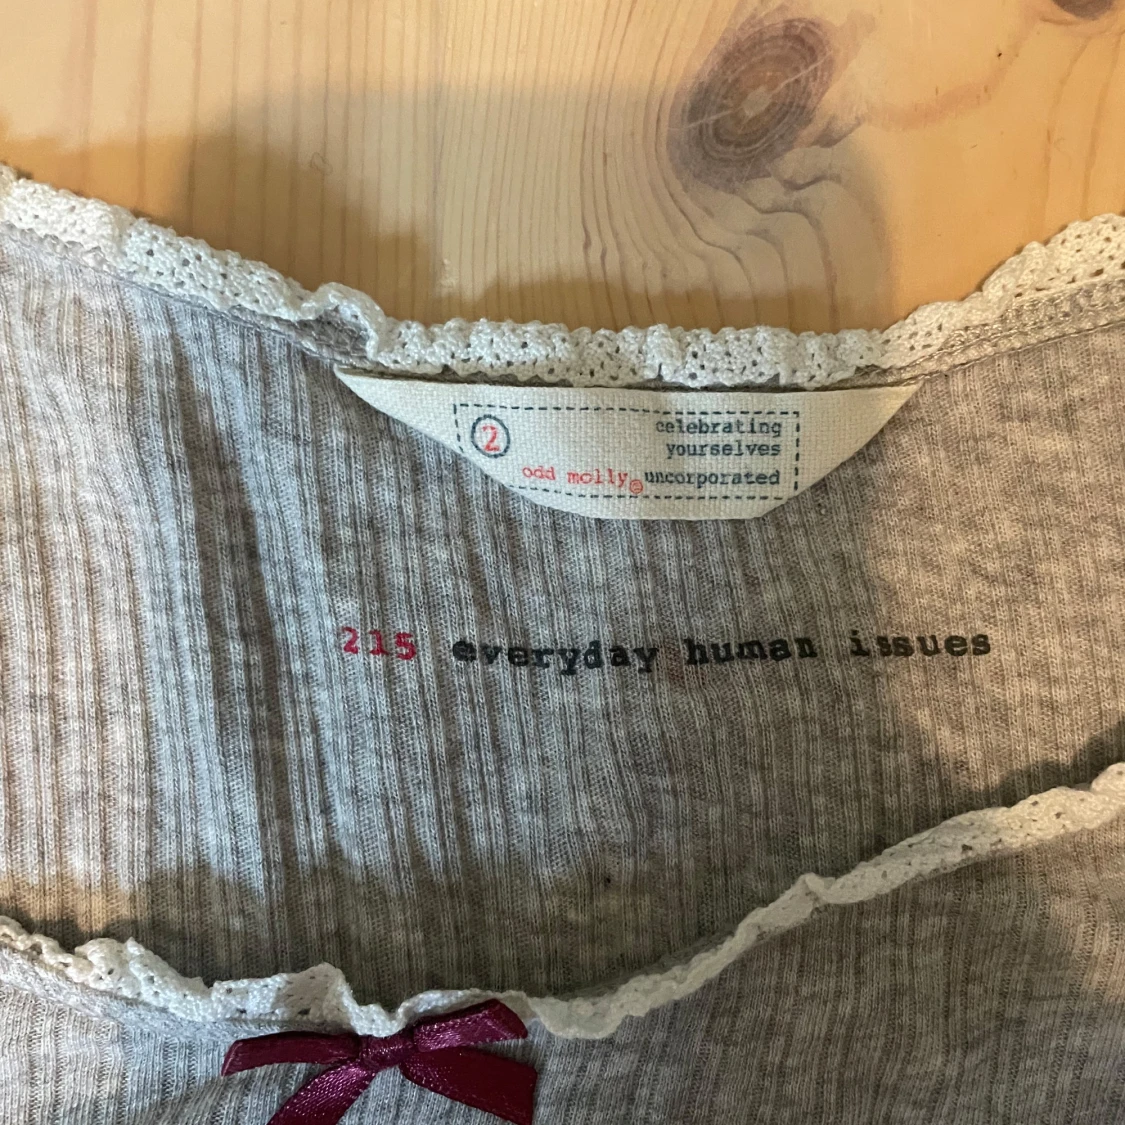 2
celebrating
yourselves
odd molly© uncorporated
215 everyday human issues